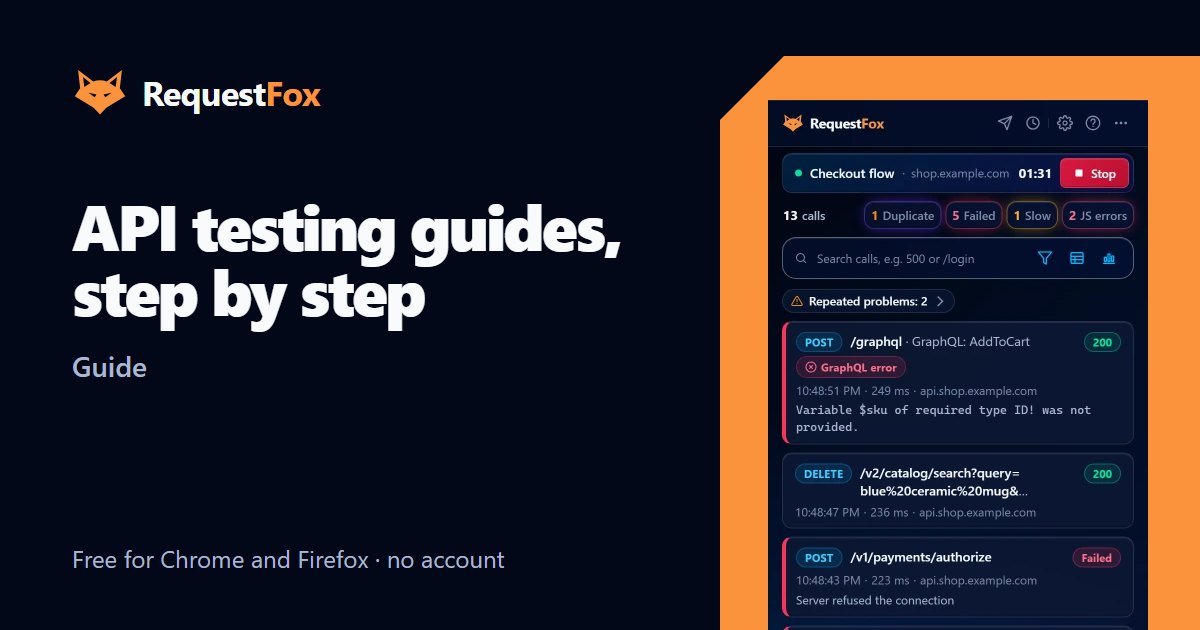 RequestFox
API testing guides,
step by step
Guide
Free for Chrome and Firefox · no account
RequestFox
Checkout flow · shop.example.com 01:31 Stop
13 calls 1 Duplicate 5 Failed 1 Slow 2 JS errors
Search calls, e.g. 500 or /login
Repeated problems: 2
POST /graphql · GraphQL: AddToCart 200
GraphQL error
10:48:51 PM · 249 ms · api.shop.example.com
Variable $sku of required type ID! was not
provided.
DELETE /v2/catalog/search?query= 200
blue%20ceramic%20mug&...
10:48:47 PM · 236 ms · api.shop.example.com
POST /v1/payments/authorize Failed
10:48:43 PM · 223 ms · api.shop.example.com
Server refused the connection